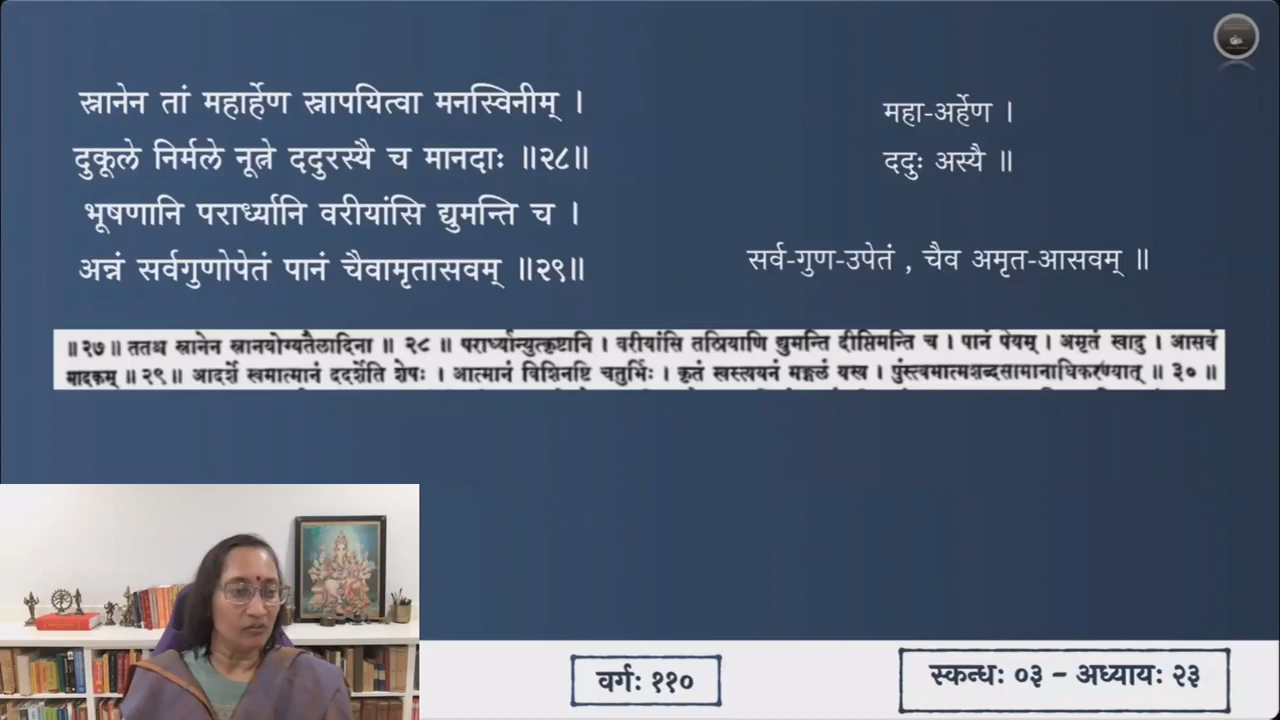 स्नानेन तां महार्हेण स्नापयित्वा मनस्विनीम् ।
दुकूले निर्मले नूत्ने ददुरस्यै च मानदाः ॥२८॥
भूषणानि परार्ध्यानि वरीयांसि द्युमन्ति च ।
अन्नं सर्वगुणोपेतं पानं चैवामृतासवम् ॥२९॥
महा-अर्हेण ।
ददुः अस्यै ॥
सर्व-गुण-उपेतं , चैव अमृत-आसवम् ॥
॥ २७ ॥ ततश्च स्नानेन स्नानयोग्यतैलादिना ॥ २८ ॥ परार्ध्यान्युत्कृष्टानि । वरीयांसि तत्प्रियाणि द्युमन्ति दीप्तिमन्ति च । पानं पेयम् । अमृतं स्वादु । आसवं
मादकम् ॥ २९ ॥ आदर्शे स्वमात्मानं ददर्शेति शेषः । आत्मानं विशिनष्टि चतुर्भिः । कृतं स्वस्त्ययनं मङ्गलं यस्य । पुंस्त्वमात्मशब्दसामानाधिकरण्यात् ॥ ३० ॥
वर्गः ११०
स्कन्धः ०३ - अध्यायः २३